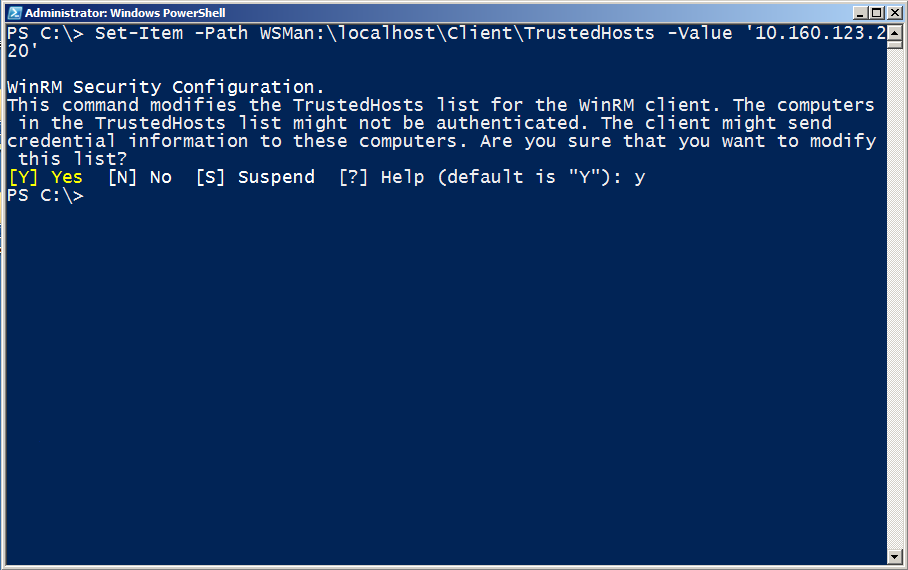 Administrator: Windows PowerShell
PS C:\> Set-Item -Path WSMan:\localhost\Client\TrustedHosts -Value '10.160.123.2
20'
WinRM Security Configuration.
This command modifies the TrustedHosts list for the WinRM client. The computers
 in the TrustedHosts list might not be authenticated. The client might send
credential information to these computers. Are you sure that you want to modify
 this list?
[Y] Yes  [N] No  [S] Suspend  [?] Help (default is "Y"): y
PS C:\>